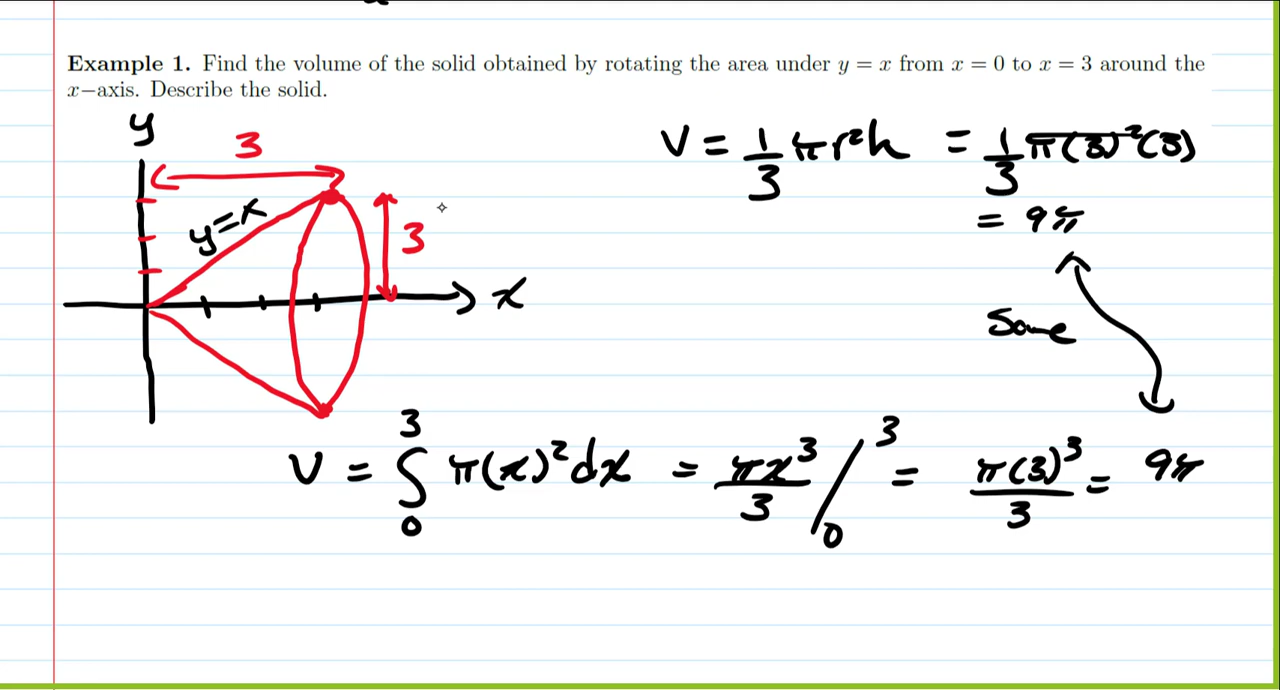 Example 1. Find the volume of the solid obtained by rotating the area under y = x from x = 0 to x = 3 around the
x−axis. Describe the solid.
y
3
y=x
3
x
V = 1/3 πr²h = 1/3 π(3)²(3)
= 9π
Same
V = ∫₀³ π(x)²dx = πx³/3 /₀³ = π(3)³/3 = 9π